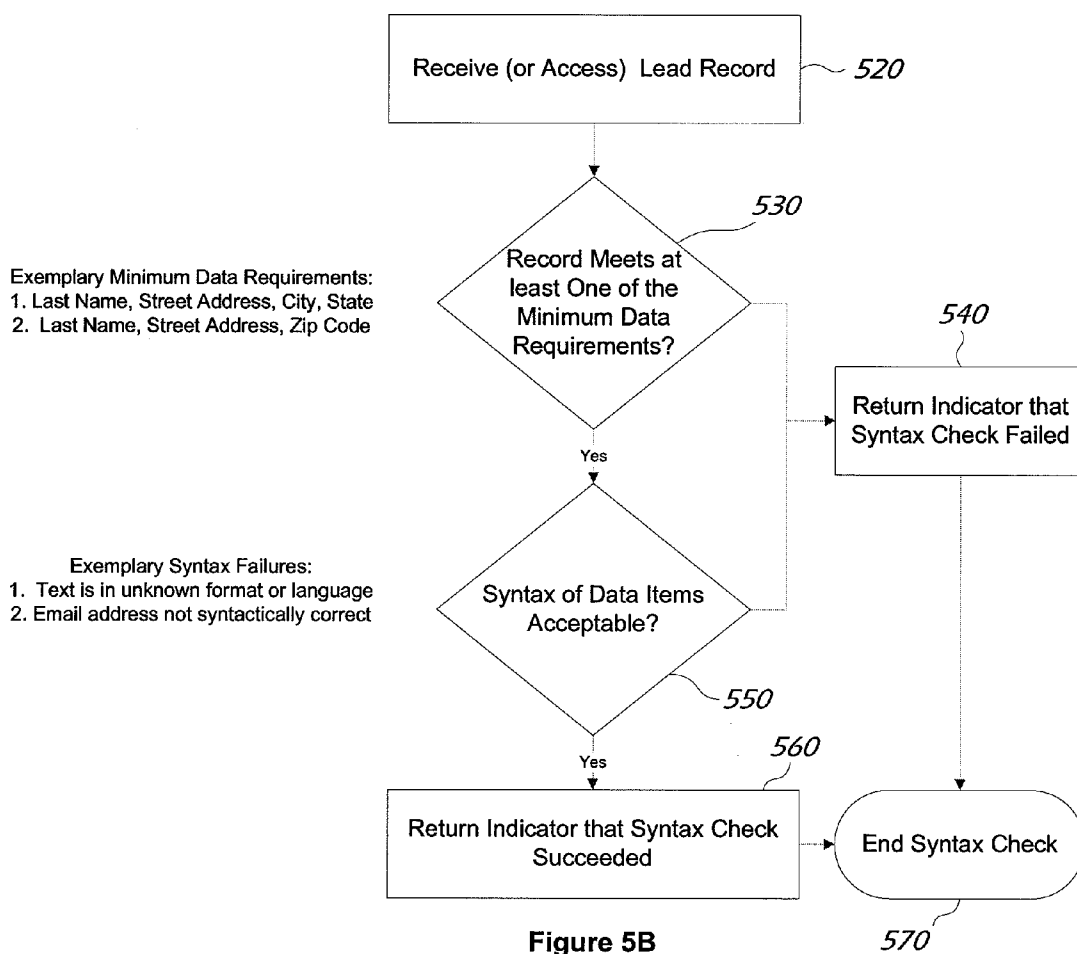 Receive (or Access) Lead Record
520
530
Record Meets at
least One of the
Minimum Data
Requirements?
Exemplary Minimum Data Requirements:
1. Last Name, Street Address, City, State
2. Last Name, Street Address, Zip Code
540
Return Indicator that
Syntax Check Failed
Yes
Exemplary Syntax Failures:
1. Text is in unknown format or language
2. Email address not syntactically correct
Syntax of Data Items
Acceptable?
550
Yes
560
Return Indicator that Syntax Check
Succeeded
End Syntax Check
570
Figure 5B